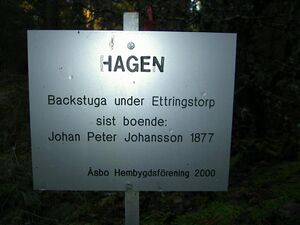 HAGEN
Backstuga under Ettringstorp
sist boende:
Johan Peter Johansson 1877
Åsbo Hembygdsförening 2000